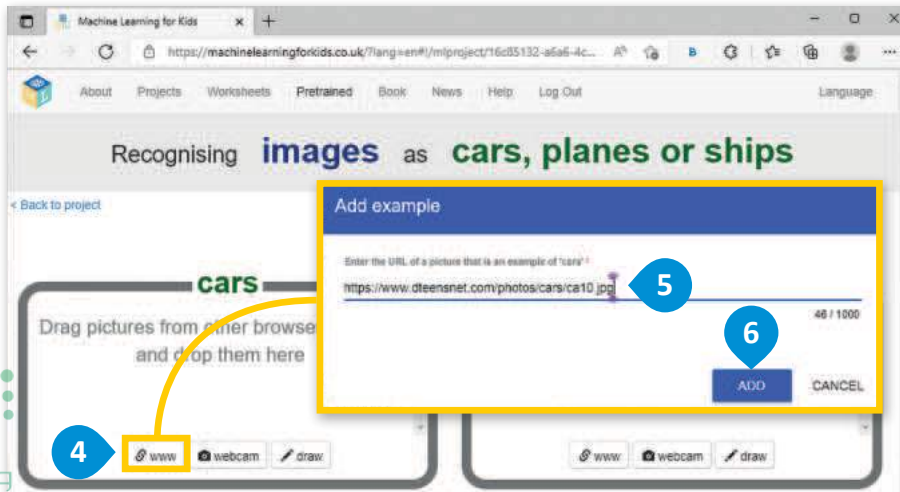 Machine Learning for Kids
https://machinelearningforkids.co.uk/?lang=en#!/mlproject/16c85132-a6a6-4c...
About Projects Worksheets Pretrained Book News Help Log Out Language
Recognising images as cars, planes or ships
< Back to project
Add example
Enter the URL of a picture that is an example of 'cars' *
https://www.dteensnet.com/photos/cars/ca10.jpg
5
46 / 1000
6
ADD CANCEL
cars
Drag pictures from other browse
and drop them here
4
www webcam draw
www webcam draw